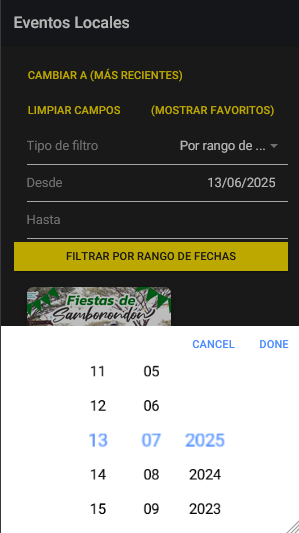 Eventos Locales
CAMBIAR A (MÁS RECIENTES)
LIMPIAR CAMPOS (MOSTRAR FAVORITOS)
Tipo de filtro Por rango de ...
Desde 13/06/2025
Hasta
FILTRAR POR RANGO DE FECHAS
Fiestas de
Samborondón
CANCEL DONE
11 05
12 06
13 07 2025
14 08 2024
15 09 2023